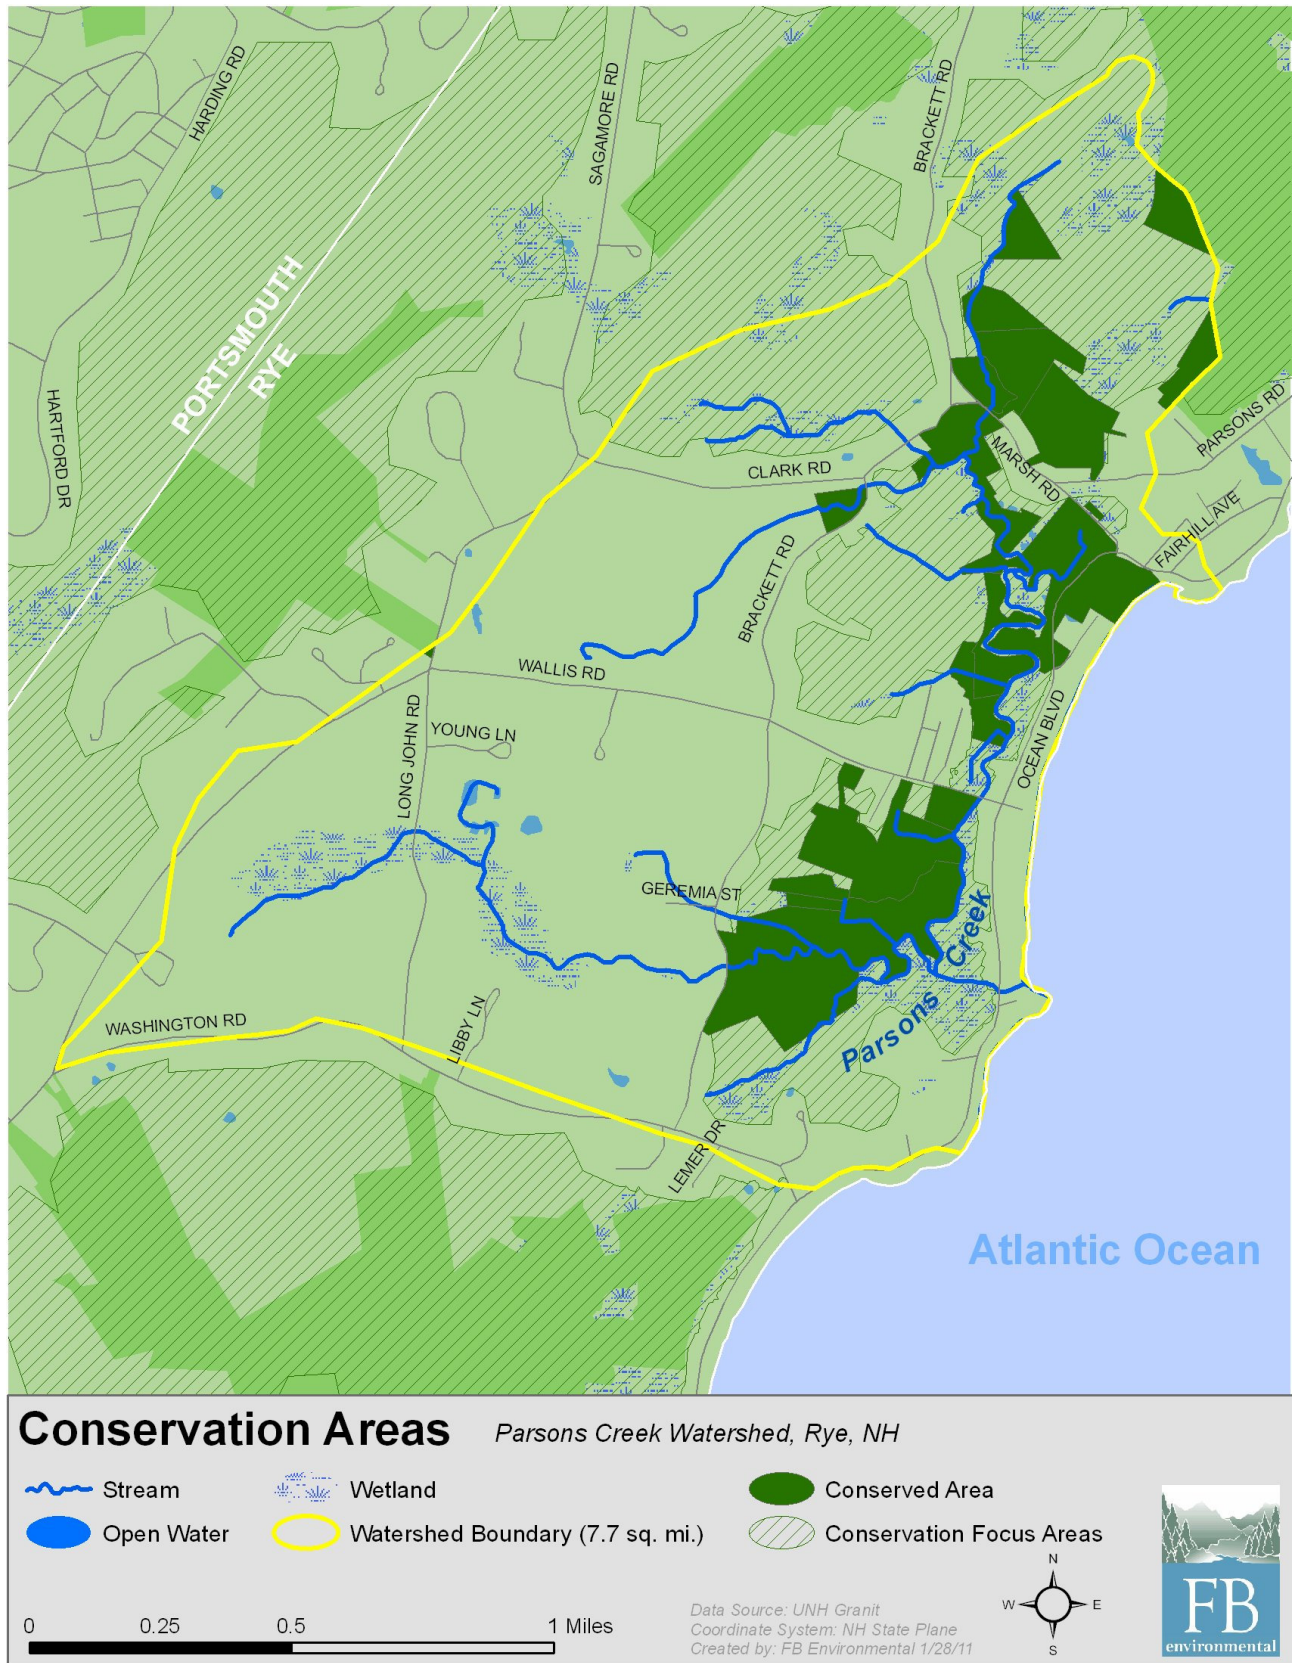 HARDING RD
SAGAMORE RD
BRACKETT RD
PORTSMOUTH
RYE
HARTFORD DR
CLARK RD
MARSH RD
PARSONS RD
FAIRHILL AVE
BRACKETT RD
WALLIS RD
LONG JOHN RD
YOUNG LN
OCEAN BLVD
GEREMIA ST
Parsons Creek
WASHINGTON RD
LIBBY LN
LEMER DR
Atlantic Ocean
Conservation Areas
Parsons Creek Watershed, Rye, NH
Stream
Wetland
Conserved Area
Open Water
Watershed Boundary (7.7 sq. mi.)
Conservation Focus Areas
0 0.25 0.5 1 Miles
Data Source: UNH Granit
Coordinate System: NH State Plane
Created by: FB Environmental 1/28/11
N
W E
S
FB
environmental